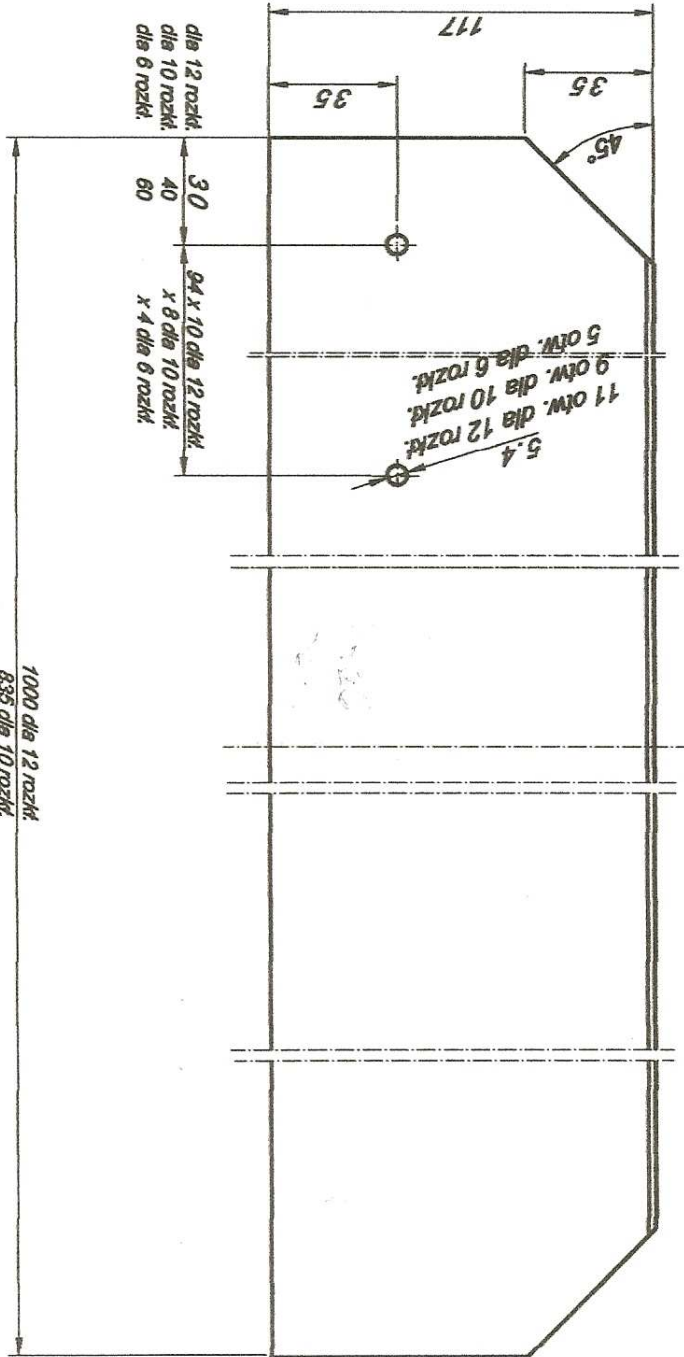 117
35
35
45°
dla 12 rozkł.
dla 10 rozkł.
dla 6 rozkł.
30
40
60
94 x 10 dla 12 rozkł.
x 8 dla 10 rozkł.
x 4 dla 6 rozkł.
5.4
11 otw. dla 12 rozkł.
9 otw. dla 10 rozkł.
5 otw. dla 6 rozkł.
1000 dla 12 rozkł.
835 dla 10 rozkł.